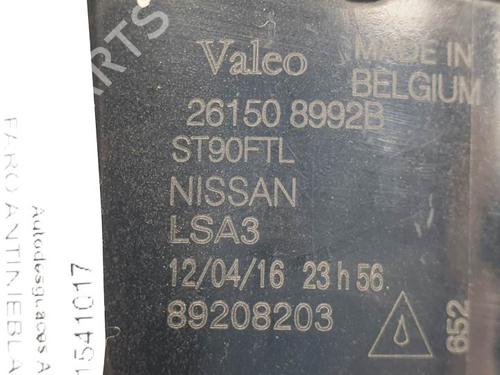 Valeo
MADE IN
BELGIUM
26150 8992B
ST90FTL
NISSAN
LSA3
12/04/16 23 h 56
89208203
652
PARTS
FARO ANTINIEBLA
Autodesguaces A
1541017